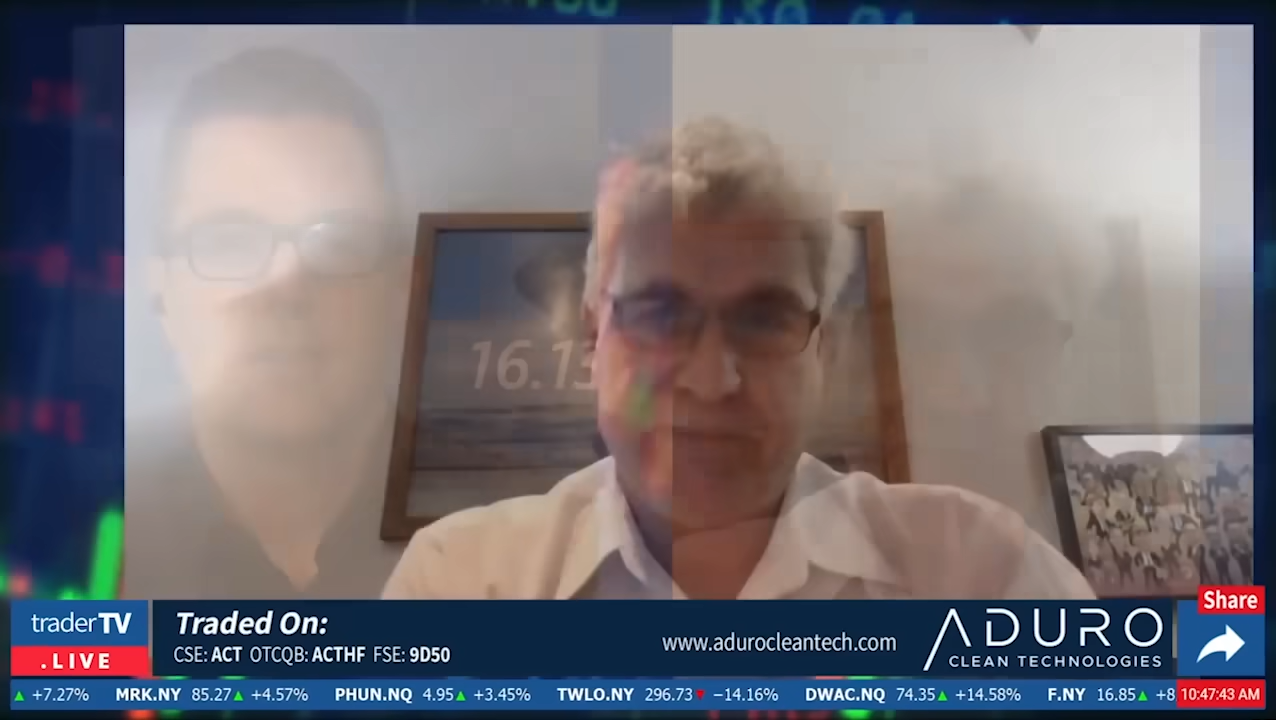 16.13
traderTV
.LIVE
Traded On:
CSE: ACT OTCQB: ACTHF FSE: 9D50
www.adurocleantech.com
ADURO
CLEAN TECHNOLOGIES
Share
▲ +7.27% MRK.NY 85.27▲ +4.57% PHUN.NQ 4.95▲ +3.45% TWLO.NY 296.73▼ −14.16% DWAC.NQ 74.35▲ +14.58% F.NY 16.85▲ +8
10:47:43 AM